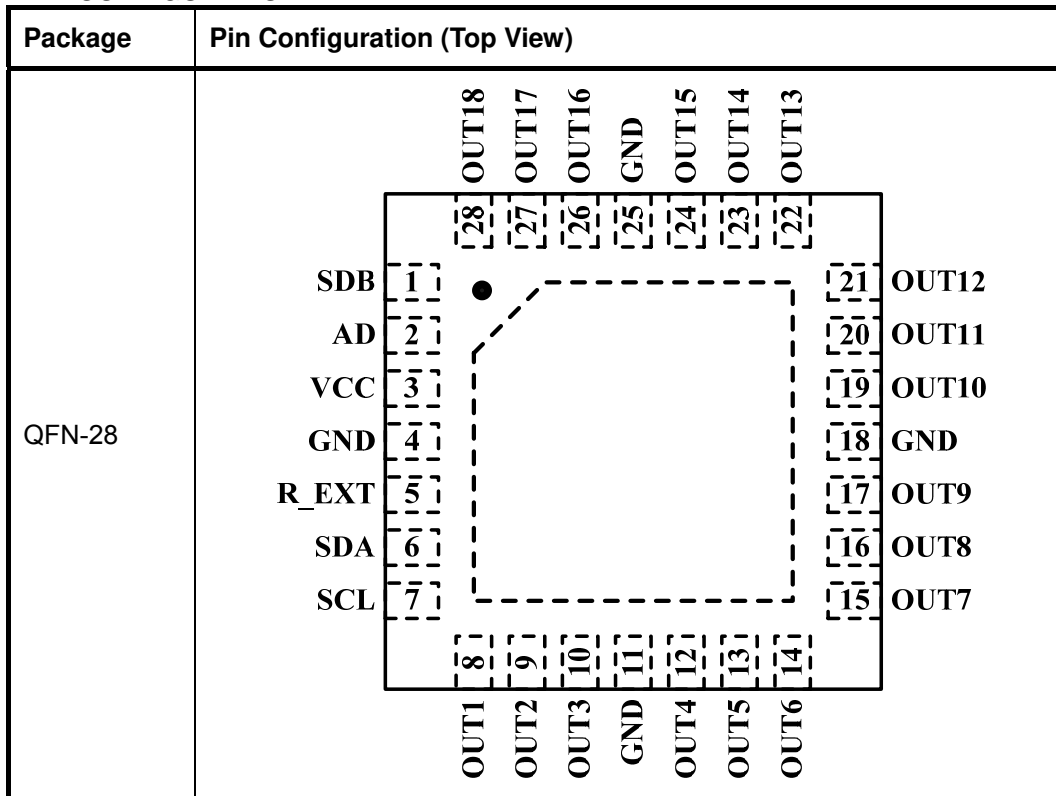 Package Pin Configuration (Top View)
QFN-28
OUT18
OUT17
OUT16
GND
OUT15
OUT14
OUT13
28
27
26
25
24
23
22
SDB 1
AD 2
VCC 3
GND 4
R_EXT 5
SDA 6
SCL 7
21 OUT12
20 OUT11
19 OUT10
18 GND
17 OUT9
16 OUT8
15 OUT7
8
9
10
11
12
13
14
OUT1
OUT2
OUT3
GND
OUT4
OUT5
OUT6